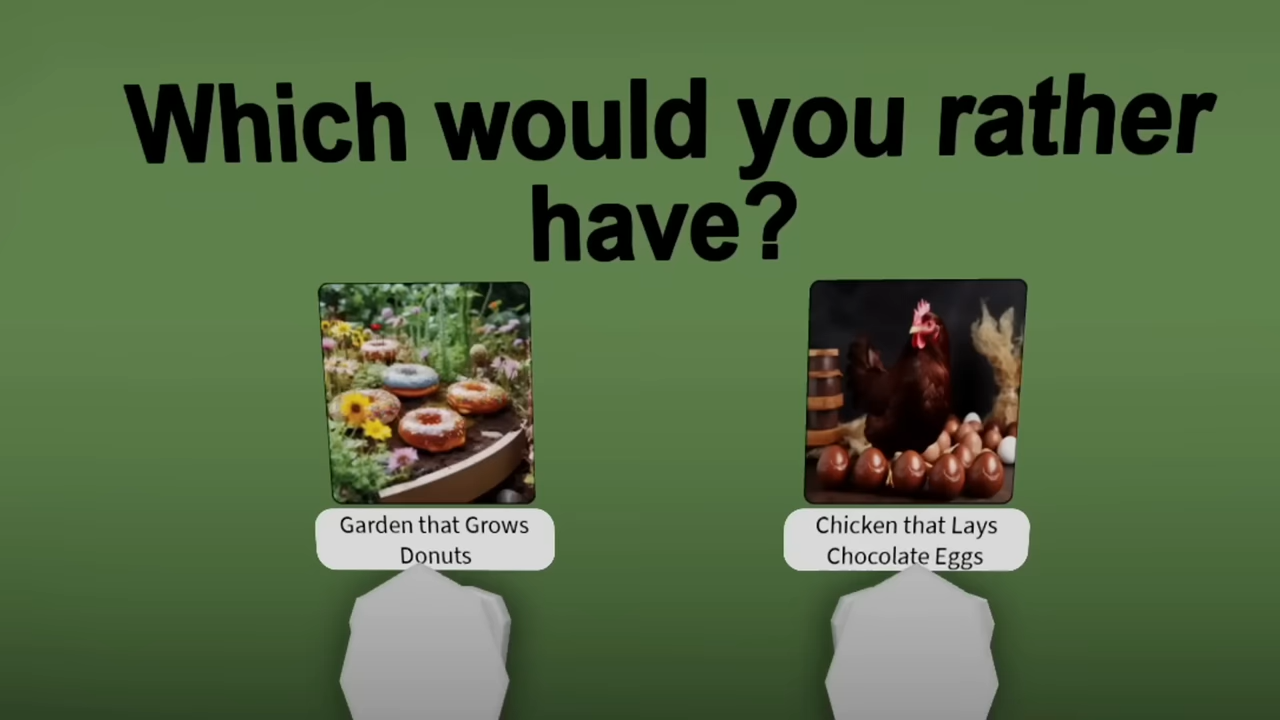 Which would you rather
have?
Garden that Grows
Donuts
Chicken that Lays
Chocolate Eggs